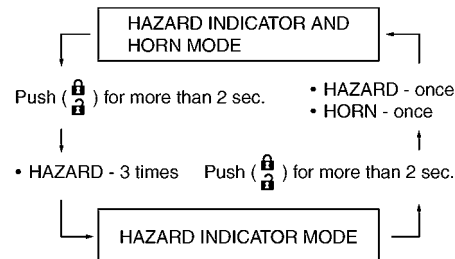 HAZARD INDICATOR AND
HORN MODE
Push ( ) for more than 2 sec.
• HAZARD - once
• HORN - once
• HAZARD - 3 times
Push ( ) for more than 2 sec.
HAZARD INDICATOR MODE